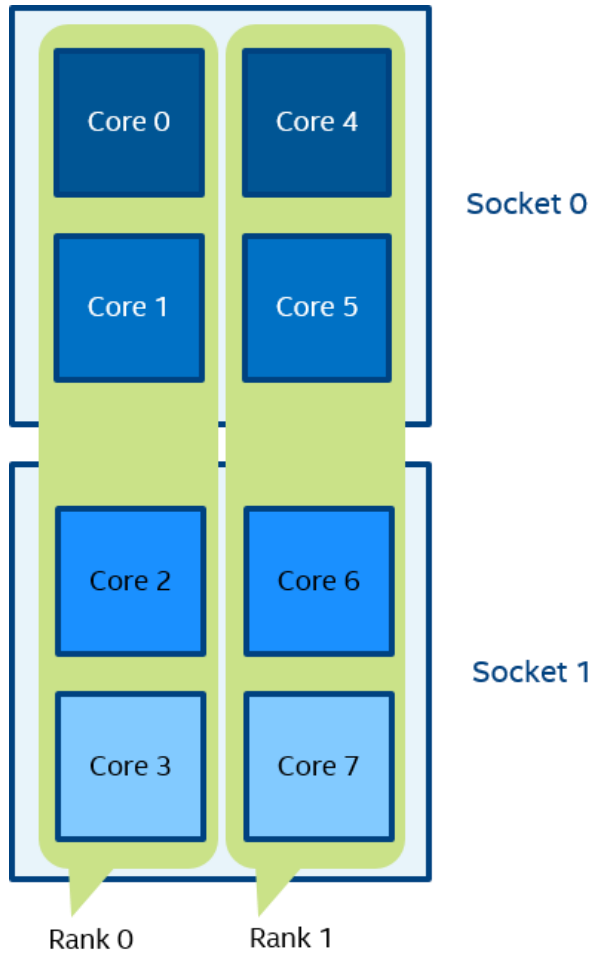 Core 0
Core 4
Socket 0
Core 1
Core 5
Core 2
Core 6
Socket 1
Core 3
Core 7
Rank 0
Rank 1